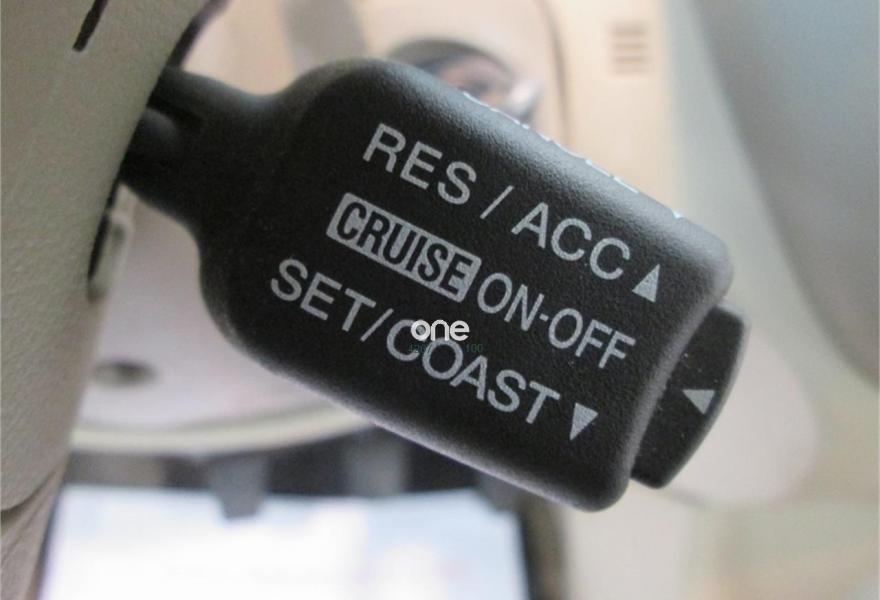 RES / ACC ▲
CRUISE ON-OFF
SET/COAST ▼
◀
one